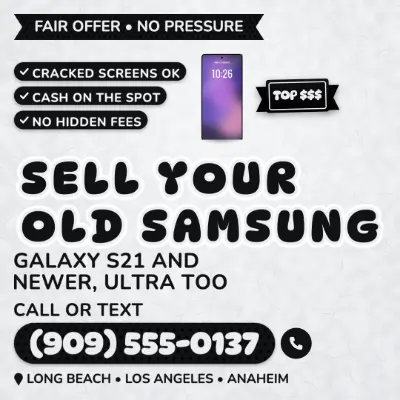 FAIR OFFER • NO PRESSURE
CRACKED SCREENS OK
CASH ON THE SPOT
NO HIDDEN FEES
10:26
TOP $$$
SELL YOUR
OLD SAMSUNG
GALAXY S21 AND
NEWER, ULTRA TOO
CALL OR TEXT
(909) 555-0137
LONG BEACH • LOS ANGELES • ANAHEIM